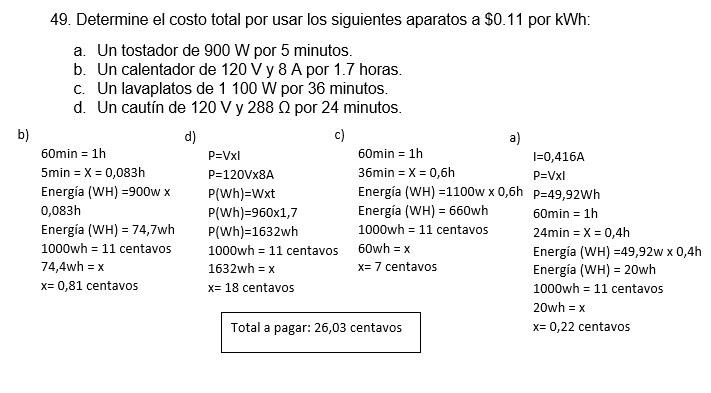 49. Determine el costo total por usar los siguientes aparatos a $0.11 por kWh:
a. Un tostador de 900 W por 5 minutos.
b. Un calentador de 120 V y 8 A por 1.7 horas.
c. Un lavaplatos de 1 100 W por 36 minutos.
d. Un cautín de 120 V y 288 Ω por 24 minutos.
b)
60min = 1h
5min = X = 0,083h
Energía (WH) =900w x
0,083h
Energía (WH) = 74,7wh
1000wh = 11 centavos
74,4wh = x
x= 0,81 centavos
d)
P=VxI
P=120Vx8A
P(Wh)=Wxt
P(Wh)=960x1,7
P(Wh)=1632wh
1000wh = 11 centavos
1632wh = x
x= 18 centavos
c)
60min = 1h
36min = X = 0,6h
Energía (WH) =1100w x 0,6h
Energía (WH) = 660wh
1000wh = 11 centavos
60wh = x
x= 7 centavos
a)
I=0,416A
P=VxI
P=49,92Wh
60min = 1h
24min = X = 0,4h
Energía (WH) =49,92w x 0,4h
Energía (WH) = 20wh
1000wh = 11 centavos
20wh = x
x= 0,22 centavos
Total a pagar: 26,03 centavos